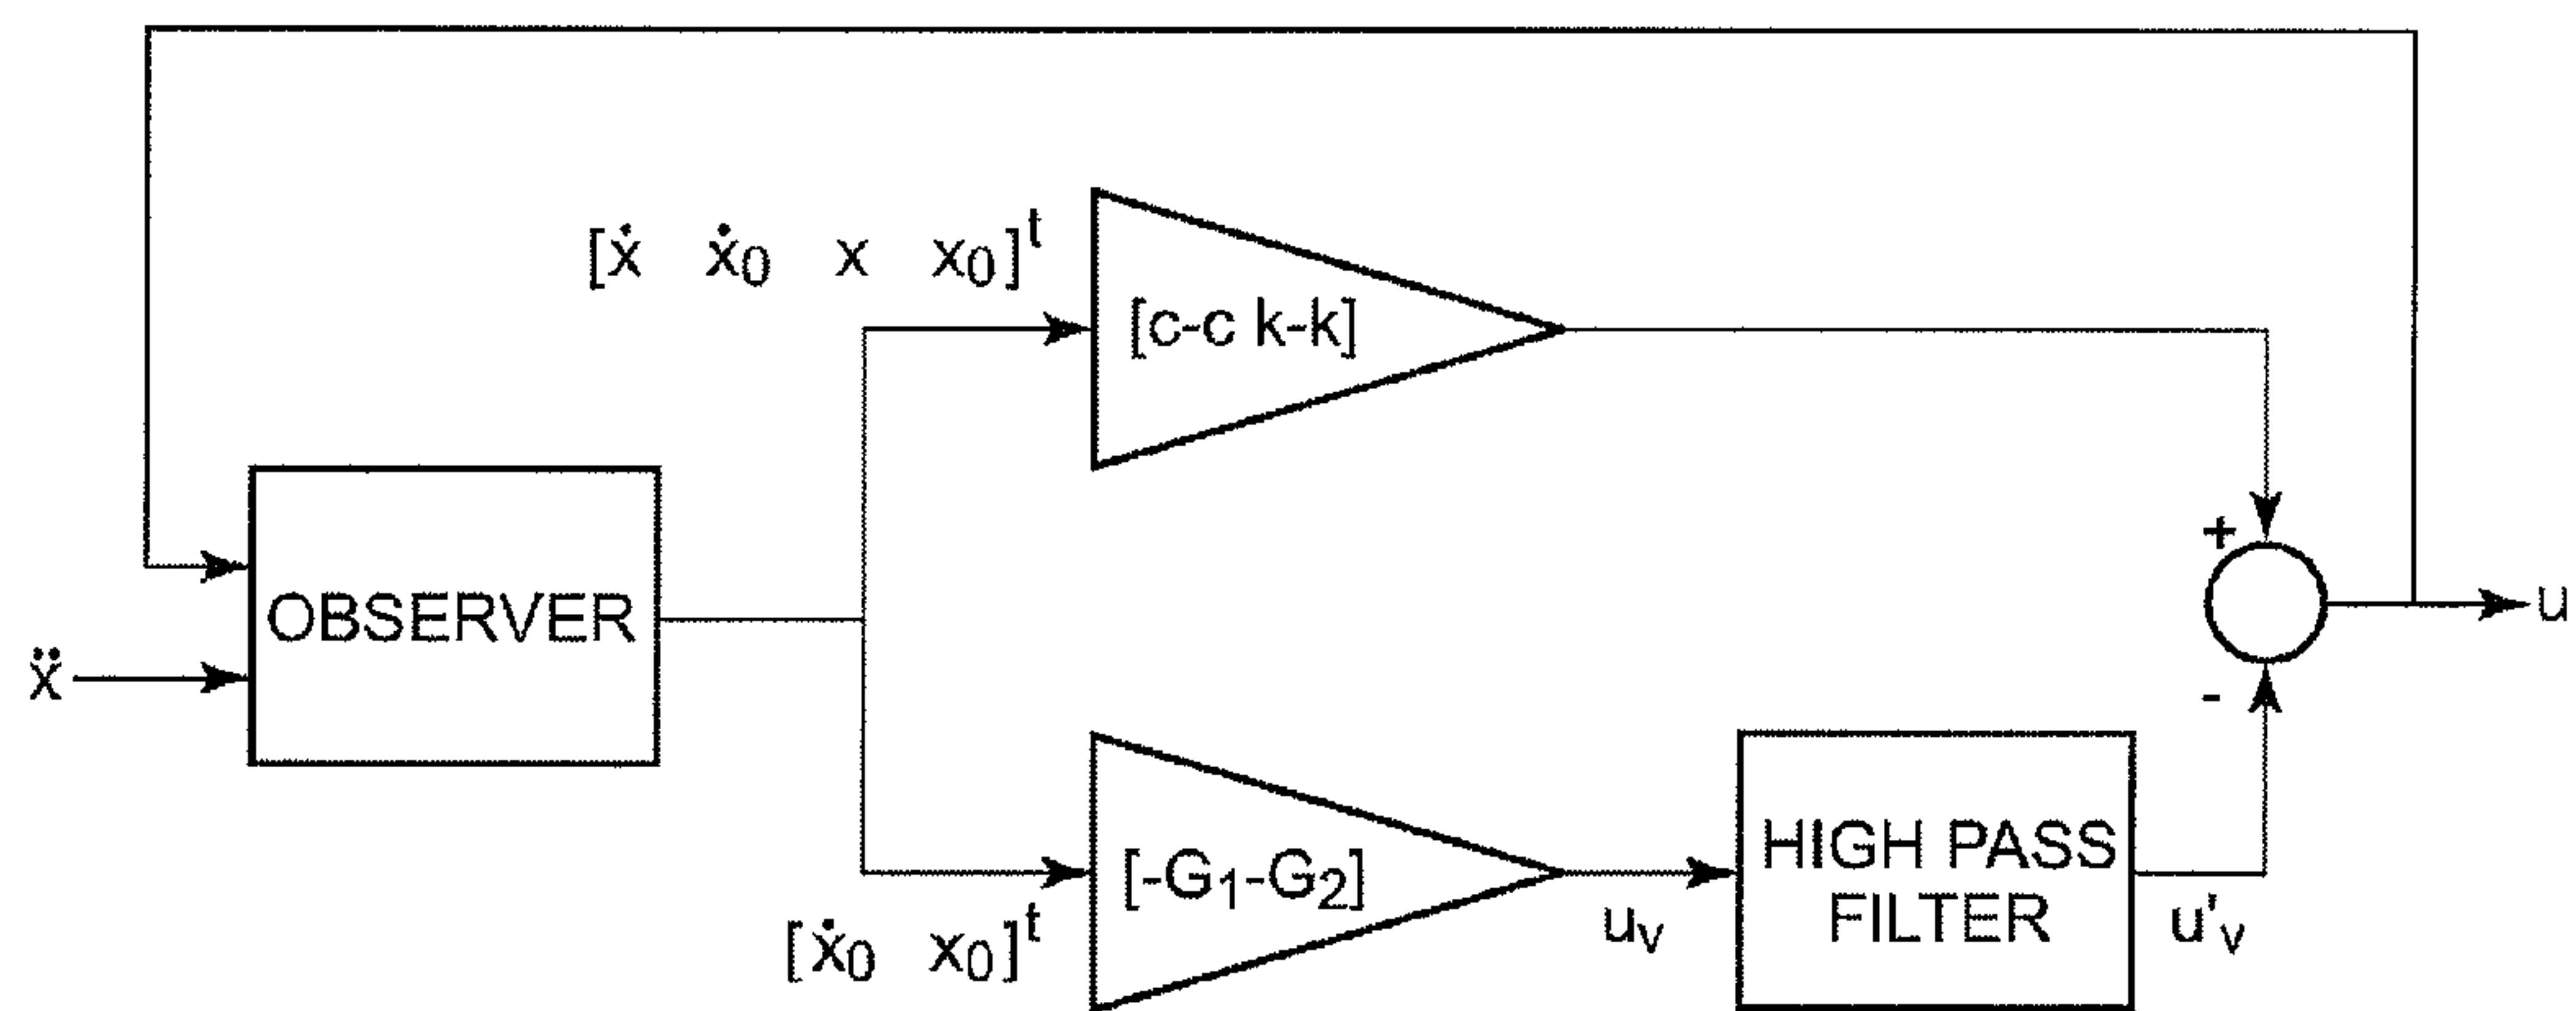 [ẋ ẋ₀ x x₀]ᵗ
[c-c k-k]
+
OBSERVER
u
ẍ
-
[-G₁-G₂]
HIGH PASS
FILTER
[ẋ₀ x₀]ᵗ
uᵥ
u'ᵥ